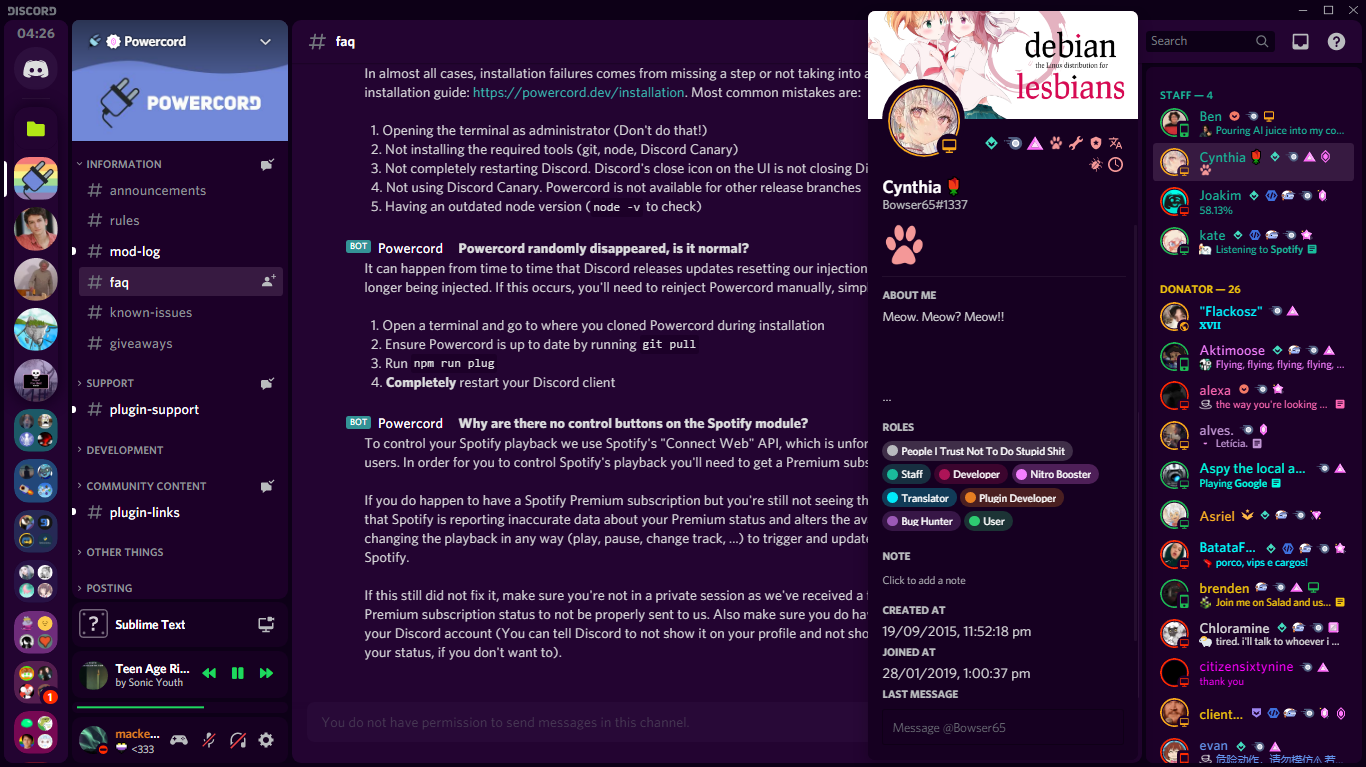 DISCORD
04:26
Powercord
POWERCORD
INFORMATION
announcements
rules
mod-log
faq
known-issues
giveaways
SUPPORT
plugin-support
DEVELOPMENT
COMMUNITY CONTENT
plugin-links
OTHER THINGS
POSTING
?
Sublime Text
Teen Age Ri...
by Sonic Youth
1
macke...
<333
faq
In almost all cases, installation failures comes from missing a step or not taking into a
installation guide: https://powercord.dev/installation. Most common mistakes are:
1. Opening the terminal as administrator (Don't do that!)
2. Not installing the required tools (git, node, Discord Canary)
3. Not completely restarting Discord. Discord's close icon on the UI is not closing Di
4. Not using Discord Canary. Powercord is not available for other release branches
5. Having an outdated node version ( node -v to check)
BOT Powercord Powercord randomly disappeared, is it normal?
It can happen from time to time that Discord releases updates resetting our injection
longer being injected. If this occurs, you'll need to reinject Powercord manually, simpl
1. Open a terminal and go to where you cloned Powercord during installation
2. Ensure Powercord is up to date by running git pull
3. Run npm run plug
4. Completely restart your Discord client
BOT Powercord Why are there no control buttons on the Spotify module?
To control your Spotify playback we use Spotify's "Connect Web" API, which is unfor
users. In order for you to control Spotify's playback you'll need to get a Premium subs
If you do happen to have a Spotify Premium subscription but you're still not seeing th
that Spotify is reporting inaccurate data about your Premium status and alters the av
changing the playback in any way (play, pause, change track, ...) to trigger and update
Spotify.
If this still did not fix it, make sure you're not in a private session as we've received a f
Premium subscription status to not be properly sent to us. Also make sure you do hav
your Discord account (You can tell Discord to not show it on your profile and not sho
your status, if you don't want to).
You do not have permission to send messages in this channel.
debian
the Linux distribution for
lesbians
Cynthia
Bowser65#1337
ABOUT ME
Meow. Meow? Meow!!
...
ROLES
People I Trust Not To Do Stupid Shit
Staff Developer Nitro Booster
Translator Plugin Developer
Bug Hunter User
NOTE
Click to add a note
CREATED AT
19/09/2015, 11:52:18 pm
JOINED AT
28/01/2019, 1:00:37 pm
LAST MESSAGE
Message @Bowser65
Search
STAFF — 4
Ben
Pouring AI juice into my co...
Cynthia
Joakim
58.13%
kate
Listening to Spotify
DONATOR — 26
"Flackosz"
XVII
Aktimoose
Flying, flying, flying, flying, ...
alexa
the way you're looking ...
alves.
- Letícia.
Aspy the local a...
Playing Google
Asriel
BatataF...
porco, vips e cargos!
brenden
Join me on Salad and us...
Chloramine
tired. i'll talk to whoever i ...
citizensixtynine
thank you
client...
evan